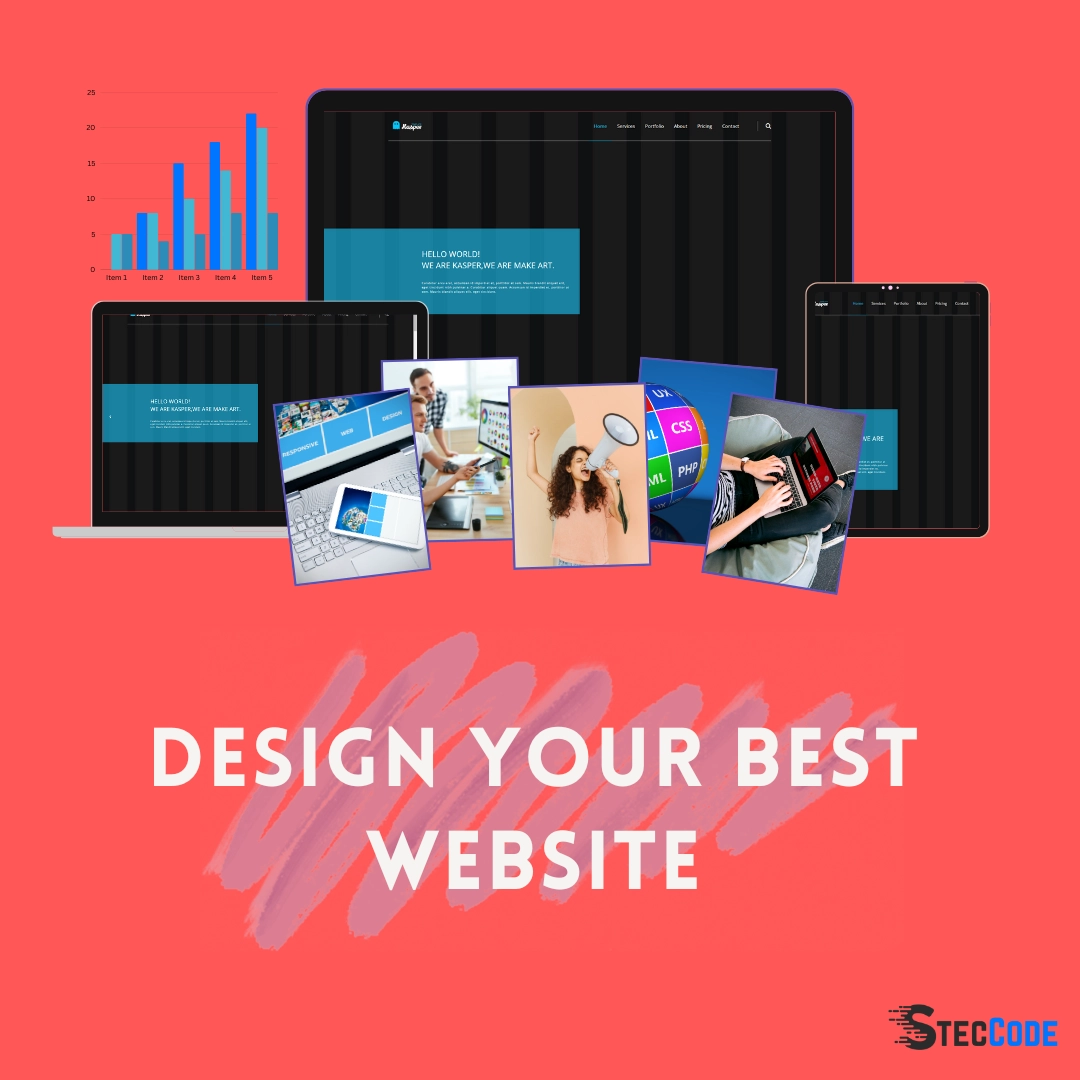 25
20
15
10
5
0
Item 1 Item 2 Item 3 Item 4 Item 5
Kasper
Home Services Portfolio About Pricing Contact
HELLO WORLD!
WE ARE KASPER,WE ARE MAKE ART.
HELLO WORLD!
WE ARE KASPER,WE ARE MAKE ART.
Home Services Portfolio About Pricing Contact
WE ARE
RESPONSIVE WEB DESIGN
UX
CSS
ML PHP
UX
DESIGN YOUR BEST
WEBSITE
STECCODE